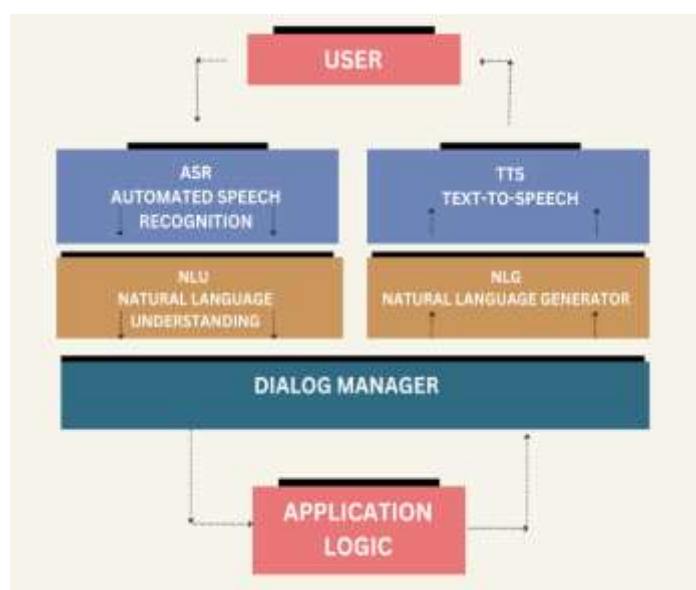 USER
ASR
AUTOMATED SPEECH
RECOGNITION
TTS
TEXT-TO-SPEECH
NLU
NATURAL LANGUAGE
UNDERSTANDING
NLG
NATURAL LANGUAGE GENERATOR
DIALOG MANAGER
APPLICATION
LOGIC